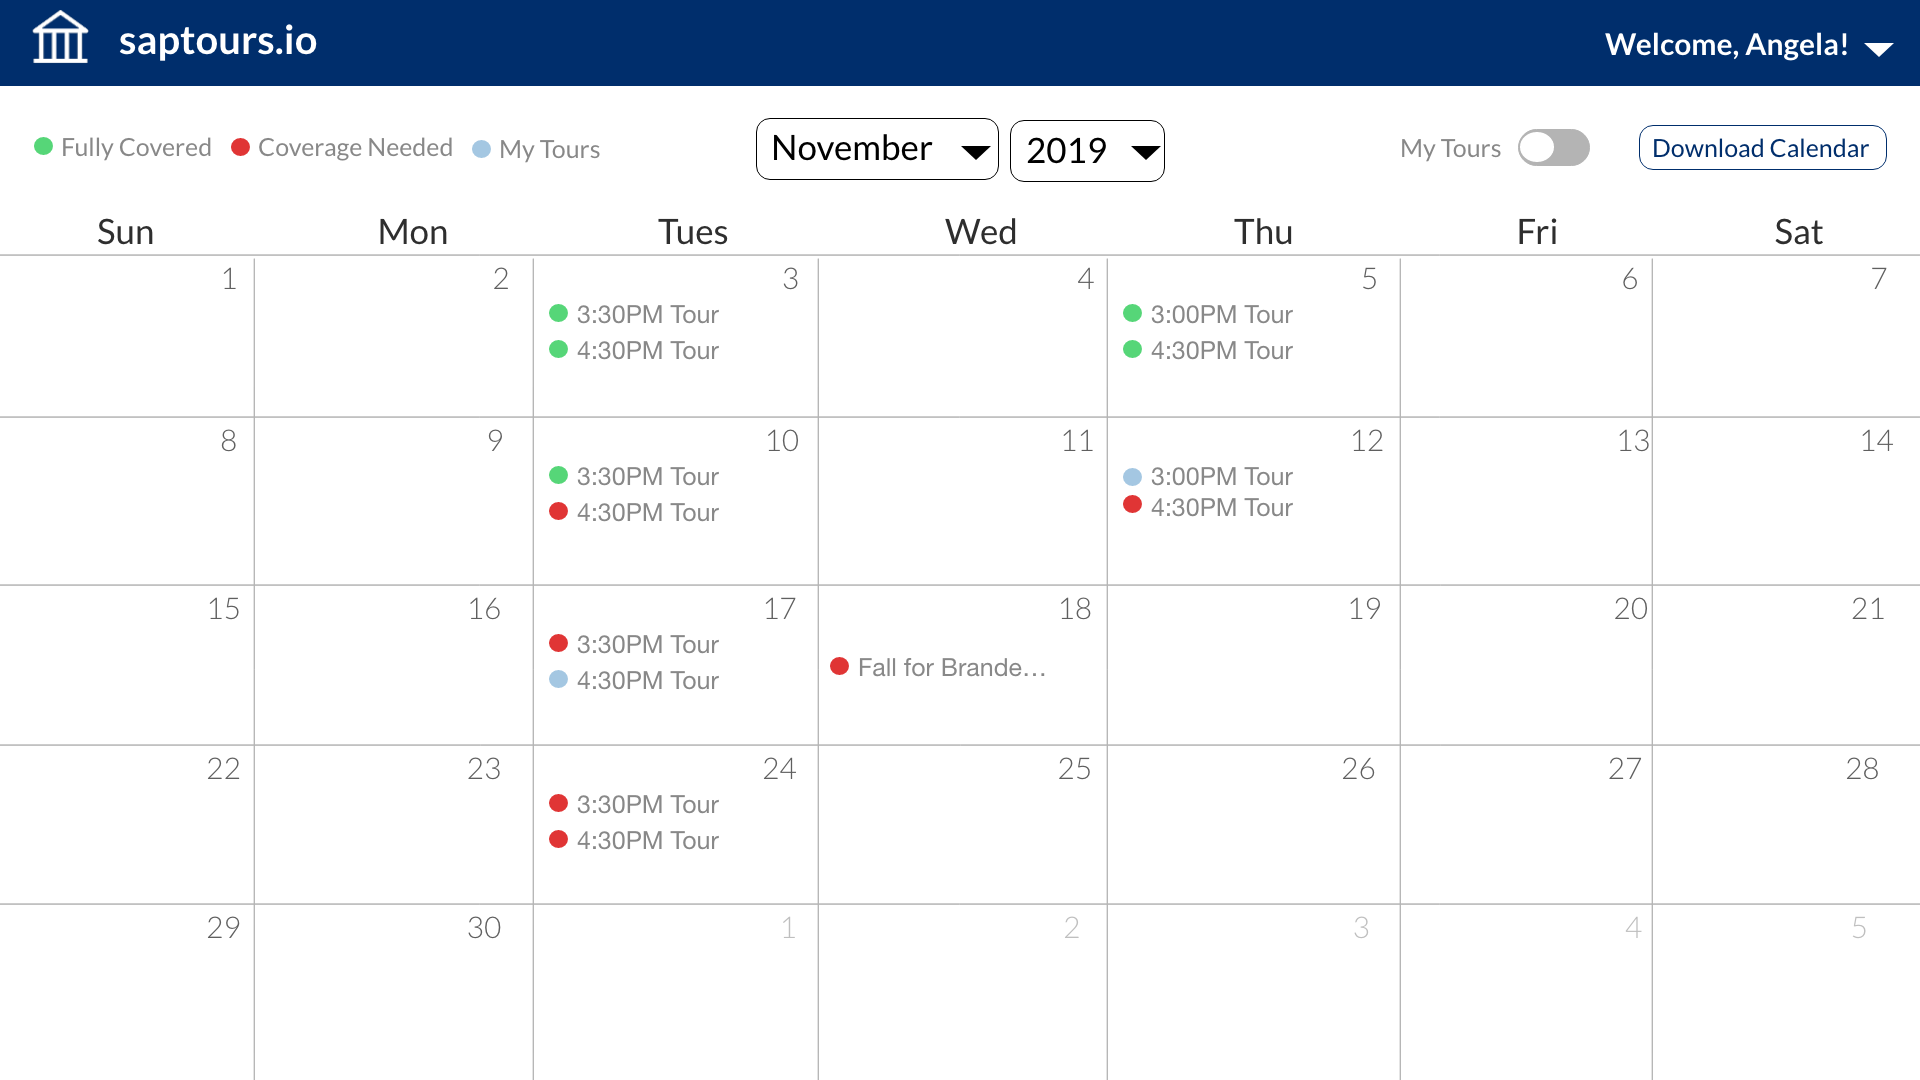 saptours.io
Welcome, Angela!
Fully Covered
Coverage Needed
My Tours
November
2019
My Tours
Download Calendar
Sun Mon Tues Wed Thu Fri Sat
1 2 3 4 5 6 7
3:30PM Tour
4:30PM Tour
3:00PM Tour
4:30PM Tour
8 9 10 11 12 13 14
3:30PM Tour
4:30PM Tour
3:00PM Tour
4:30PM Tour
15 16 17 18 19 20 21
3:30PM Tour
4:30PM Tour
Fall for Brande...
22 23 24 25 26 27 28
3:30PM Tour
4:30PM Tour
29 30 1 2 3 4 5